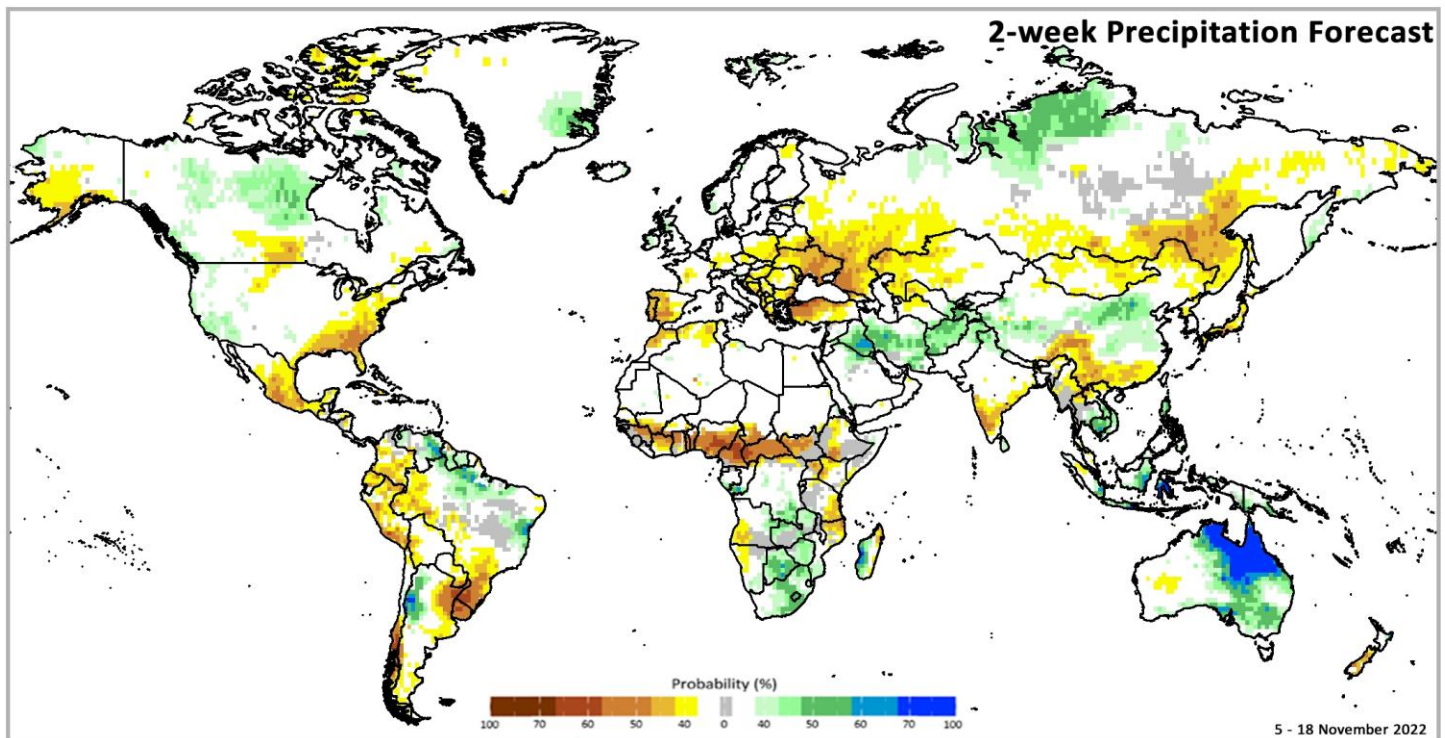 2-week Precipitation Forecast
Probability (%)
100 70 60 50 40 0 40 50 60 70 100
5 - 18 November 2022